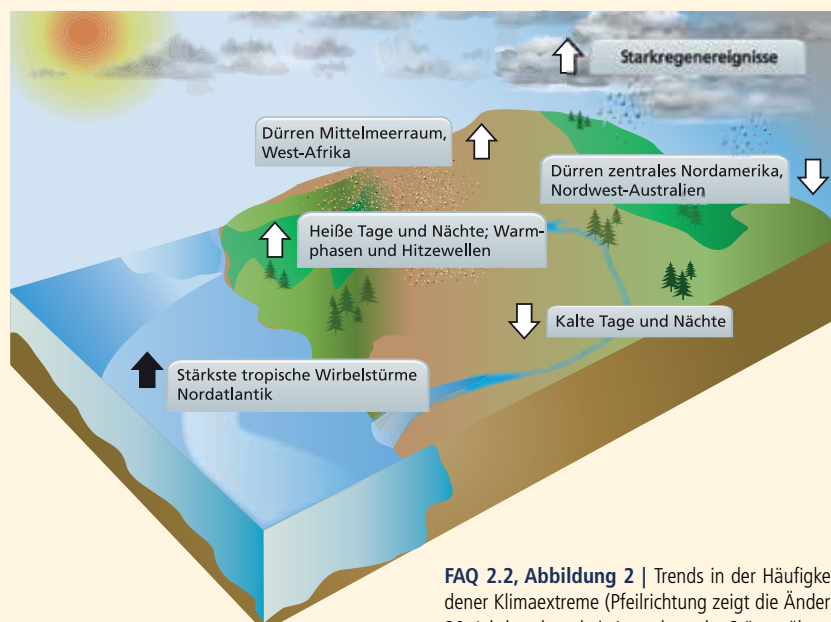 Starkregenereignisse
Dürren Mittelmeerraum,
West-Afrika
Dürren zentrales Nordamerika,
Nordwest-Australien
Heiße Tage und Nächte; Warm-
phasen und Hitzewellen
Kalte Tage und Nächte
Stärkste tropische Wirbelstürme
Nordatlantik
FAQ 2.2, Abbildung 2 | Trends in der Häufigke
dener Klimaextreme (Pfeilrichtung zeigt die Änder